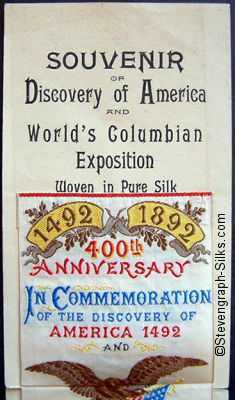 SOUVENIR
OF
Discovery of America
AND
World's Columbian
Exposition
Woven in Pure Silk
1492 1892
400th
ANNIVERSARY
IN COMMEMORATION
OF THE DISCOVERY OF
AMERICA 1492
AND
©Stevengraph-Silks.com